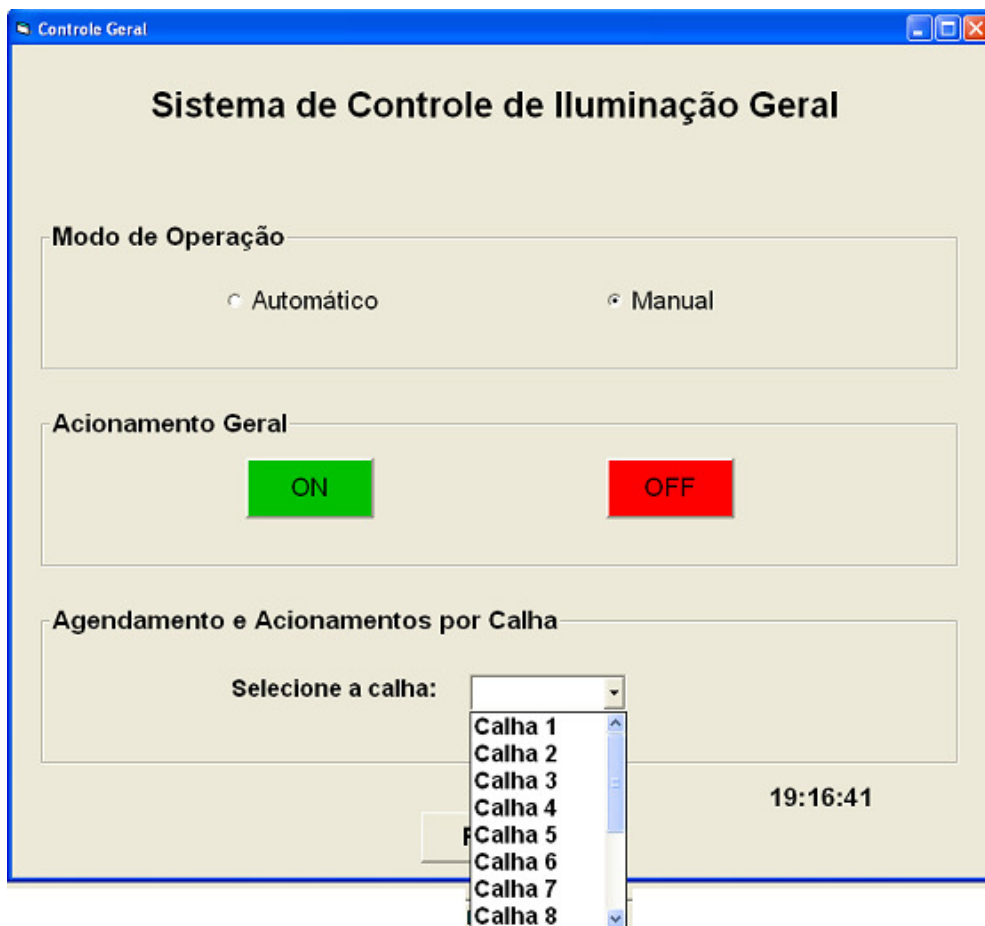 Controle Geral
Sistema de Controle de Iluminação Geral
Modo de Operação
Automático Manual
Acionamento Geral
ON OFF
Agendamento e Acionamentos por Calha
Selecione a calha:
Calha 1
Calha 2
Calha 3
Calha 4
Calha 5
Calha 6
Calha 7
Calha 8
19:16:41